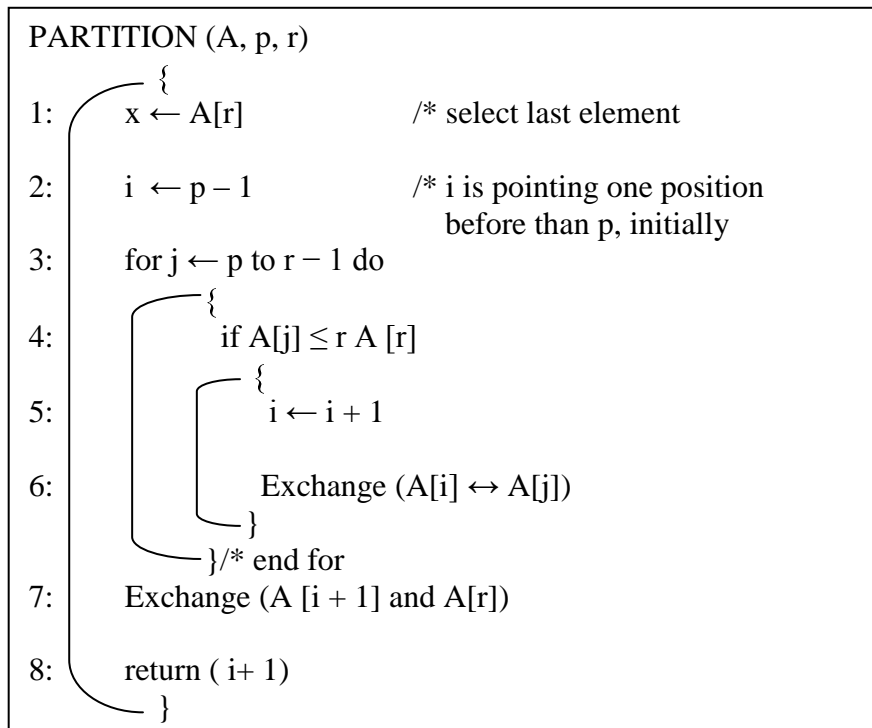 PARTITION (A, p, r)
{
1: x ← A[r] /* select last element
2: i ← p – 1 /* i is pointing one position
before than p, initially
3: for j ← p to r − 1 do
{
4: if A[j] ≤ r A [r]
{
5: i ← i + 1
6: Exchange (A[i] ↔ A[j])
}
}/* end for
7: Exchange (A [i + 1] and A[r])
8: return ( i+ 1)
}